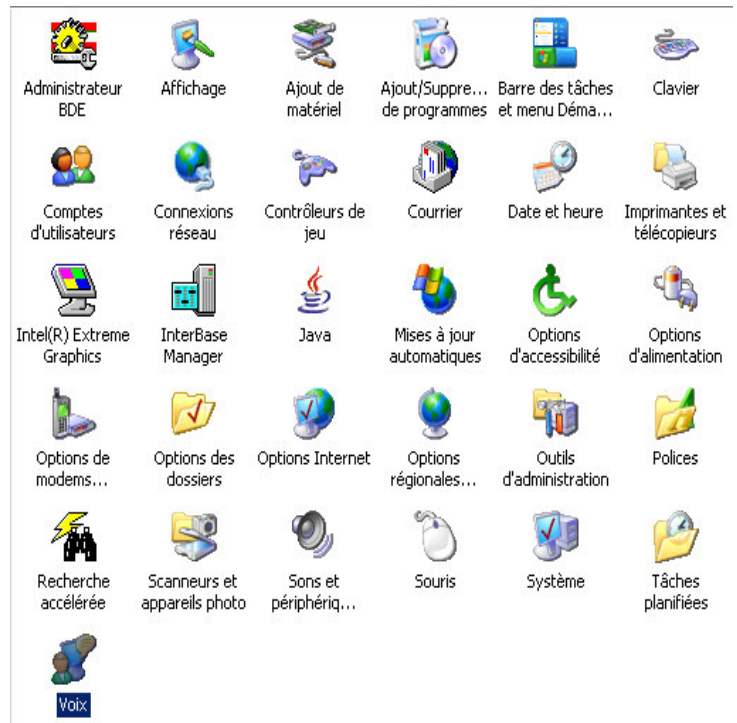 Administrateur
BDE
Affichage
Ajout de
matériel
Ajout/Suppre...
de programmes
Barre des tâches
et menu Déma...
Clavier
Comptes
d'utilisateurs
Connexions
réseau
Contrôleurs de
jeu
Courrier
Date et heure
Imprimantes et
télécopieurs
Intel(R) Extreme
Graphics
InterBase
Manager
Java
Mises à jour
automatiques
Options
d'accessibilité
Options
d'alimentation
Options de
modems...
Options des
dossiers
Options Internet
Options
régionales...
Outils
d'administration
Polices
Recherche
accélérée
Scanneurs et
appareils photo
Sons et
périphériq...
Souris
Système
Tâches
planifiées
Voix